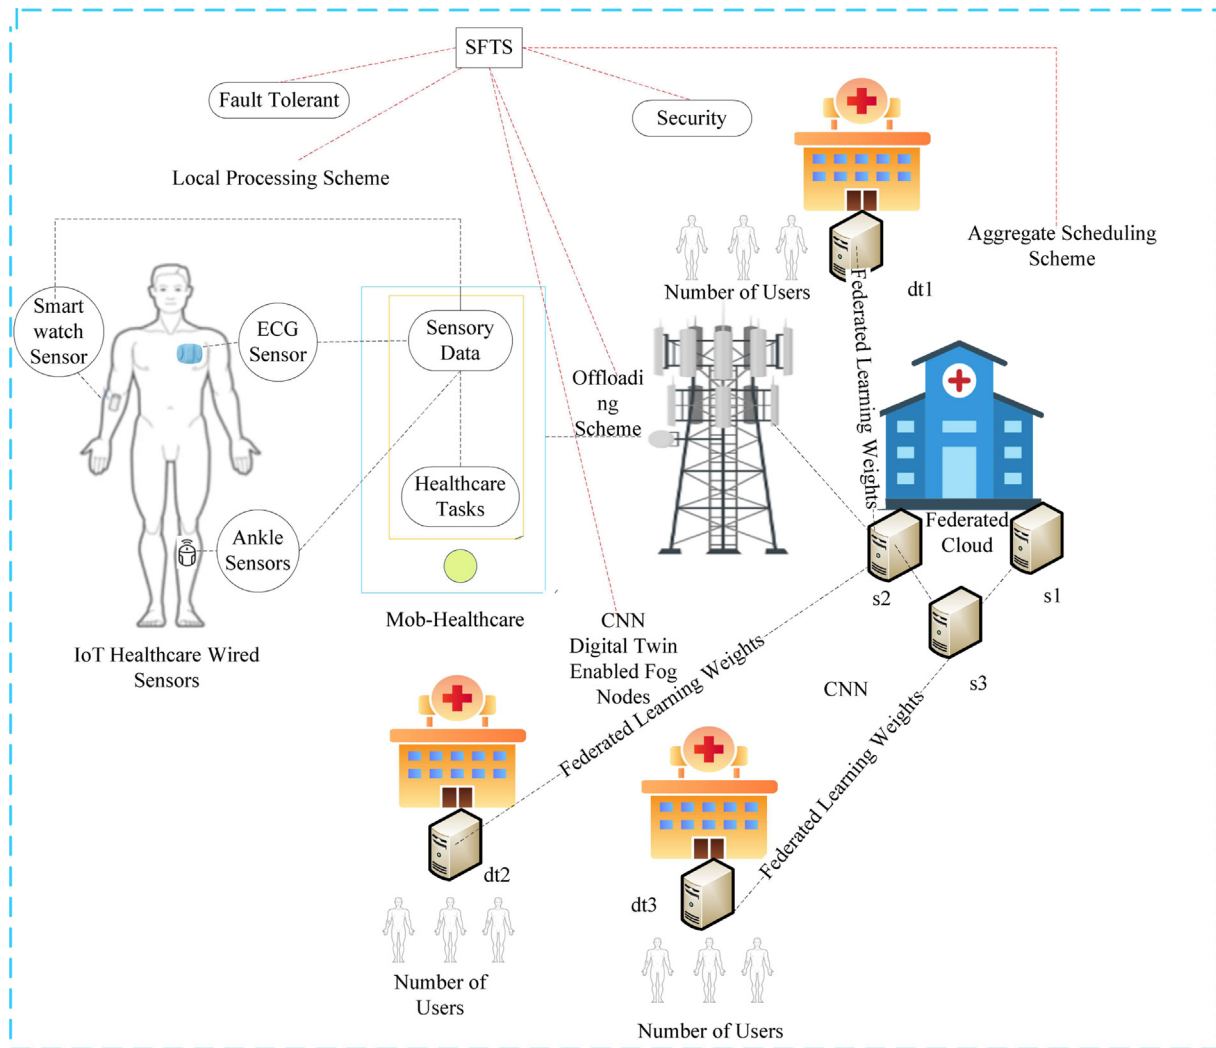 SFTS
Fault Tolerant
Security
Local Processing Scheme
Aggregate Scheduling
Scheme
Number of Users
dt1
Federated Learning Weights
Smart
watch
Sensor
ECG
Sensor
Sensory
Data
Offloadi
ng
Scheme
Healthcare
Tasks
Ankle
Sensors
Federated
Cloud
s2
s1
s3
Mob-Healthcare
IoT Healthcare Wired
Sensors
CNN
Digital Twin
Enabled Fog
Nodes
CNN
Federated Learning Weights
Federated Learning Weights
dt2
dt3
Number of
Users
Number of Users